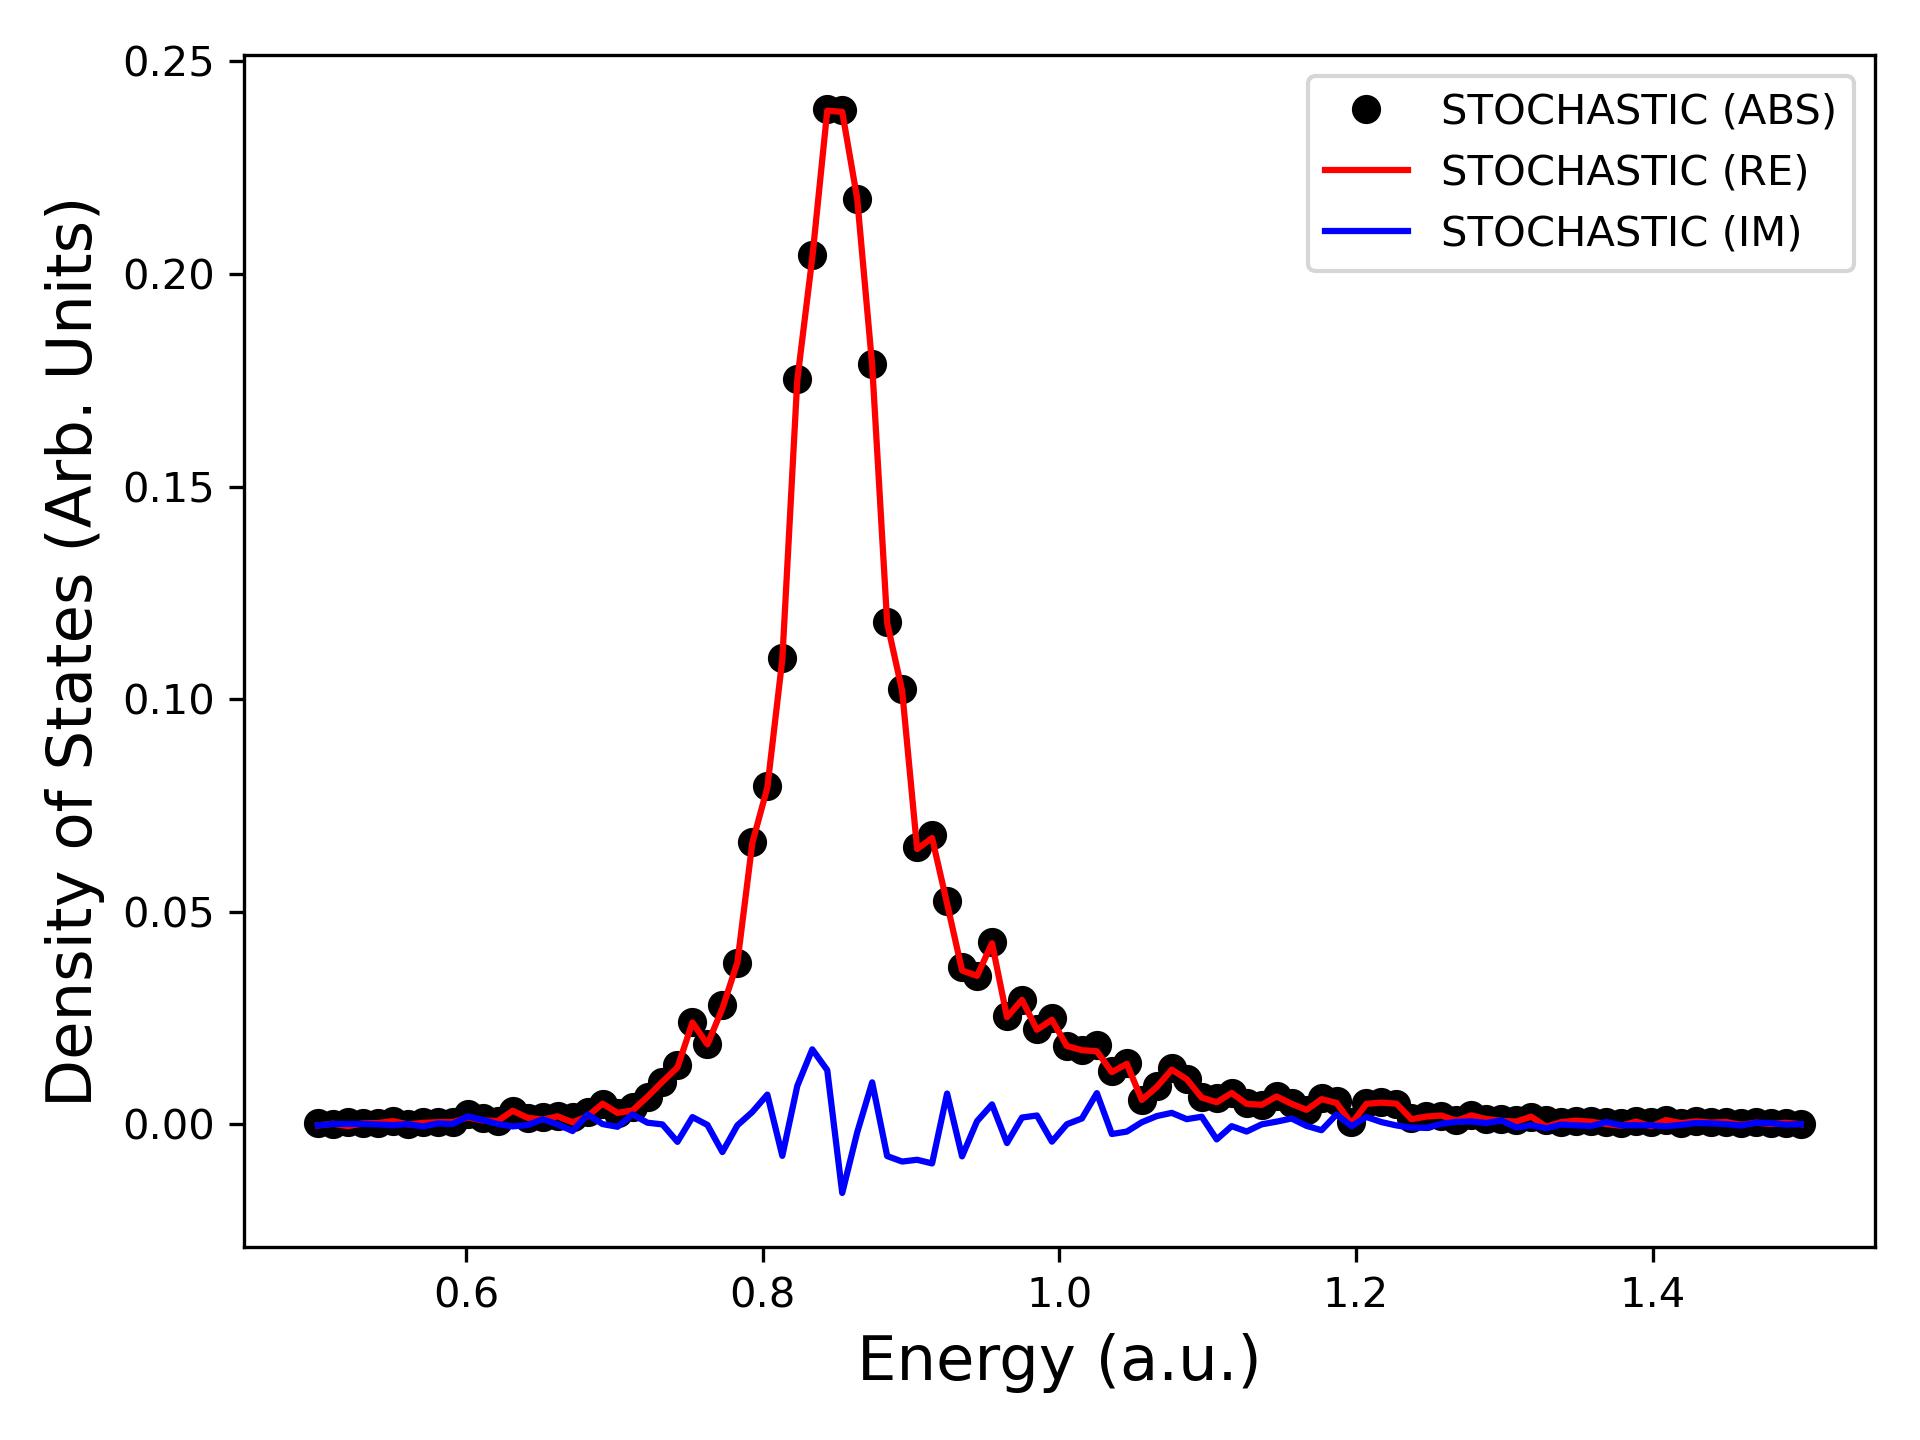 0.25
0.20
0.15
0.10
0.05
0.00
Density of States (Arb. Units)
STOCHASTIC (ABS)
STOCHASTIC (RE)
STOCHASTIC (IM)
0.6 0.8 1.0 1.2 1.4
Energy (a.u.)